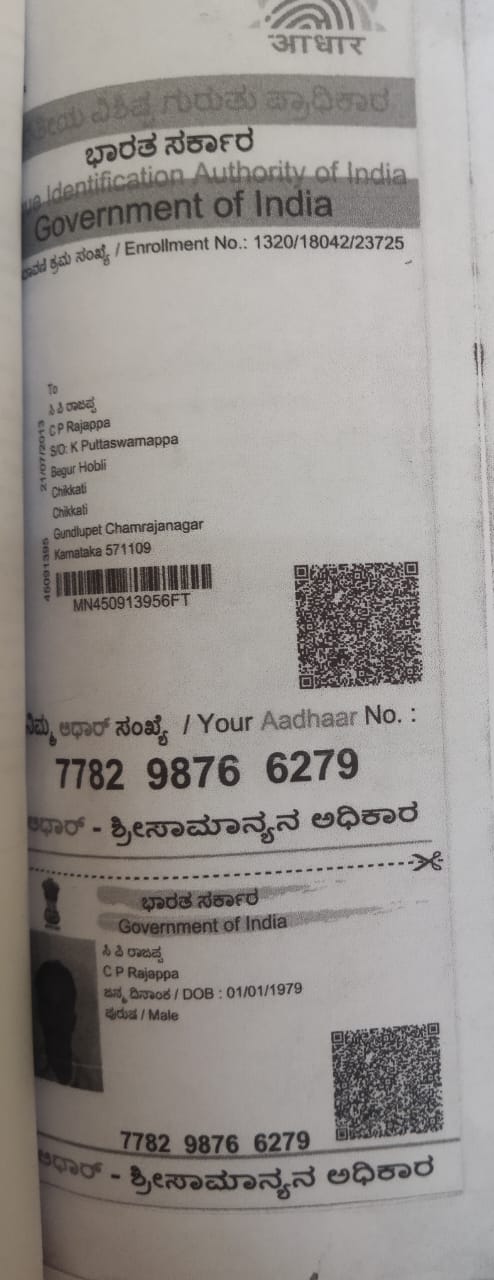 आधार
ವಿಶಿಷ್ಟ ಗುರುತು ಪ್ರಾಧಿಕಾರ
ಭಾರತ ಸರ್ಕಾರ
Identification Authority of India
Government of India
ಕ್ರಮ ಸಂಖ್ಯೆ / Enrollment No.: 1320/18042/23725
To
ಸಿ ಪಿ ರಾಜಪ್ಪ
C P Rajappa
S/O: K Puttaswamappa
Begur Hobli
Chikkati
Chikkati
Gundlupet Chamrajanagar
Karnataka 571109
21/07/2013
MN450913956FT
ನಿಮ್ಮ ಆಧಾರ್ ಸಂಖ್ಯೆ / Your Aadhaar No. :
7782 9876 6279
ಆಧಾರ್ - ಶ್ರೀಸಾಮಾನ್ಯನ ಅಧಿಕಾರ
ಭಾರತ ಸರ್ಕಾರ
Government of India
ಸಿ ಪಿ ರಾಜಪ್ಪ
C P Rajappa
ಜನ್ಮ ದಿನಾಂಕ / DOB : 01/01/1979
ಪುರುಷ / Male
7782 9876 6279
ಆಧಾರ್ - ಶ್ರೀಸಾಮಾನ್ಯನ ಅಧಿಕಾರ